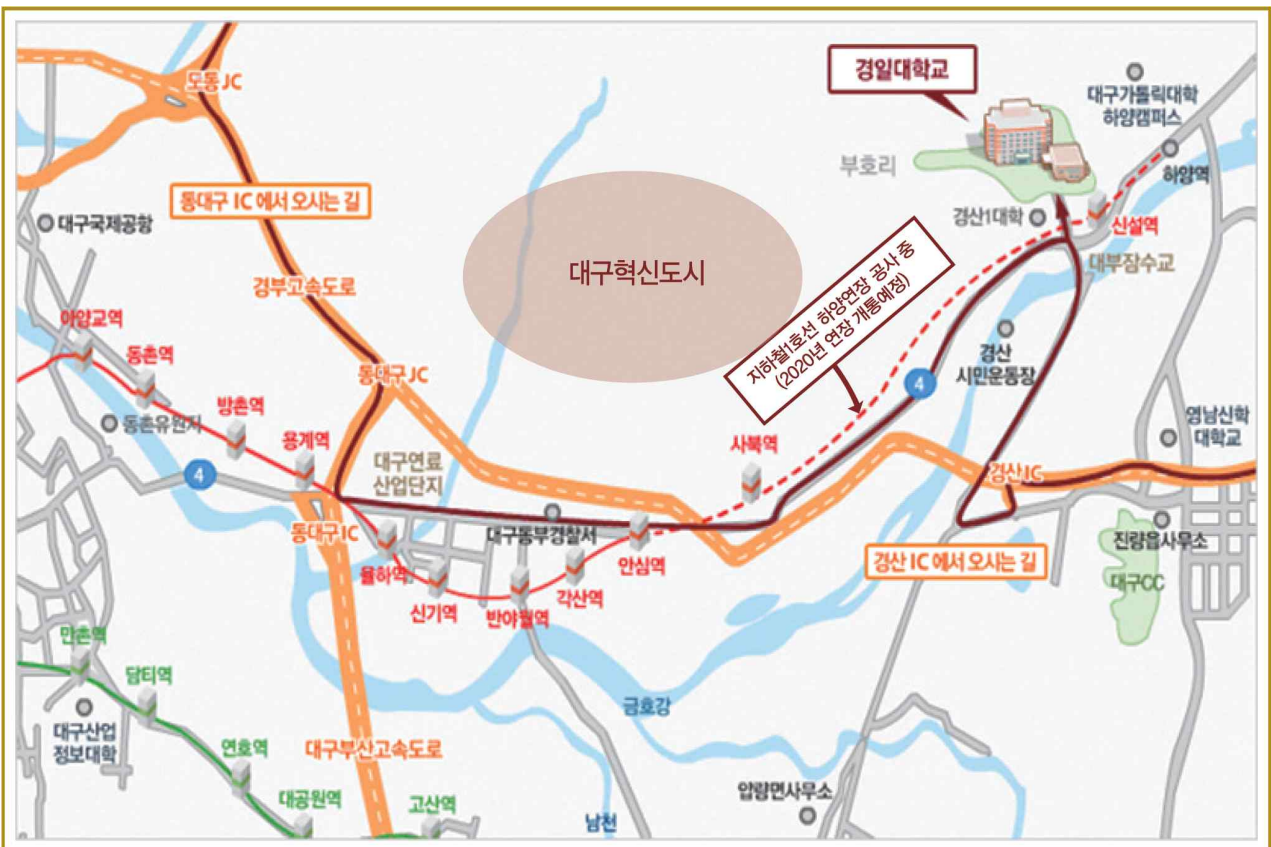 도동 JC
경일대학교
대구가톨릭대학
하양캠퍼스
부호리
하양역
통대구 IC 에서 오시는 길
대구국제공항
경산1대학
신설역
대구혁신도시
대부잠수교
지하철1호선 하양연장 공사 중
(2020년 연장 개통예정)
경부고속도로
아양교역
동촌역
경산
시민운동장
통대구 JC
4
방촌역
동촌유원지
용계역
사복역
영남신학
대학교
대구연료
산업단지
4
경산 IC
통대구 IC
대구동부경찰서
안심역
진량읍사무소
율하역
경산 IC 에서 오시는 길
신기역
반야월역
각산역
대구CC
만촌역
담티역
금호강
대구산업
정보대학
연호역
대구부산고속도로
대공원역
고산역
압량면사무소
남천